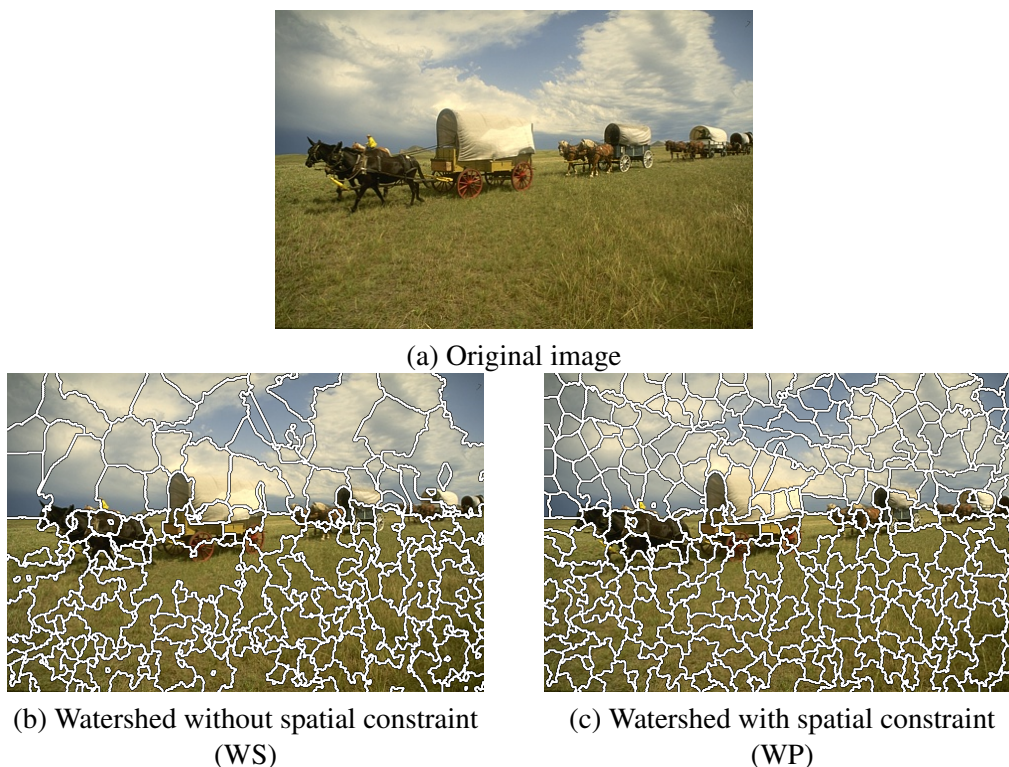 (a) Original image
(b) Watershed without spatial constraint
(WS)
(c) Watershed with spatial constraint
(WP)